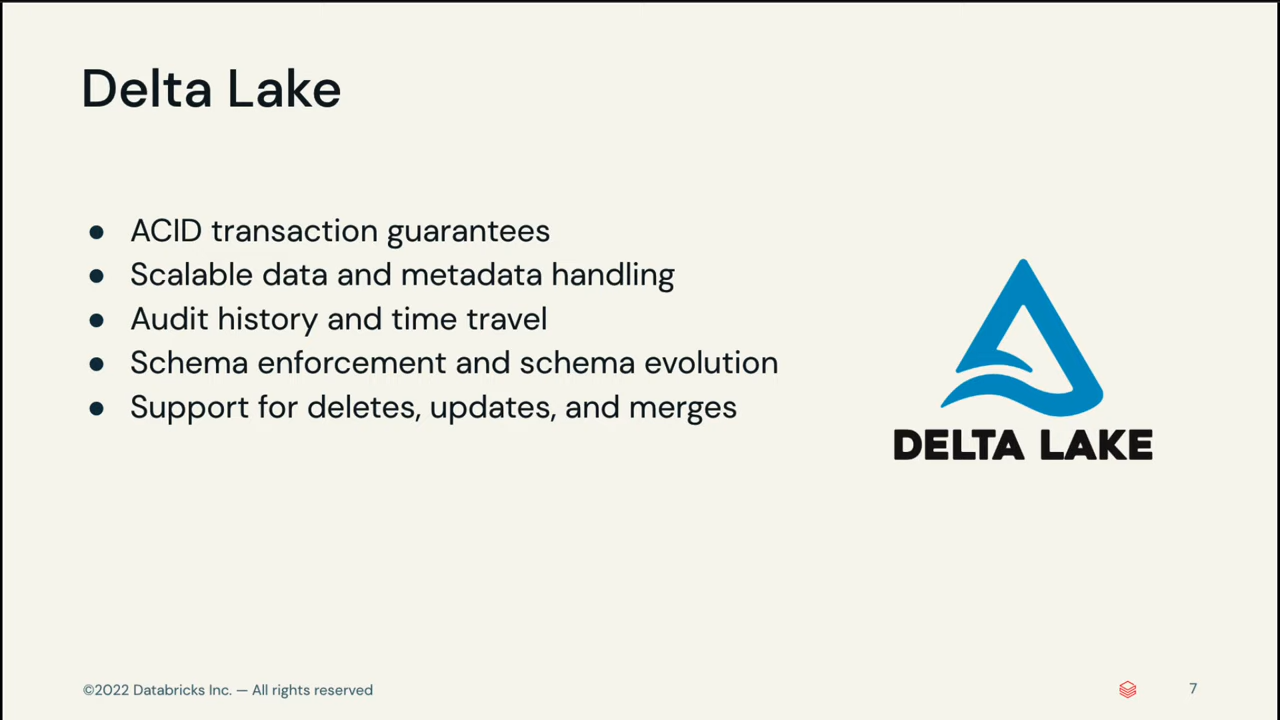 Delta Lake
● ACID transaction guarantees
● Scalable data and metadata handling
● Audit history and time travel
● Schema enforcement and schema evolution
● Support for deletes, updates, and merges
DELTA LAKE
©2022 Databricks Inc. — All rights reserved
7